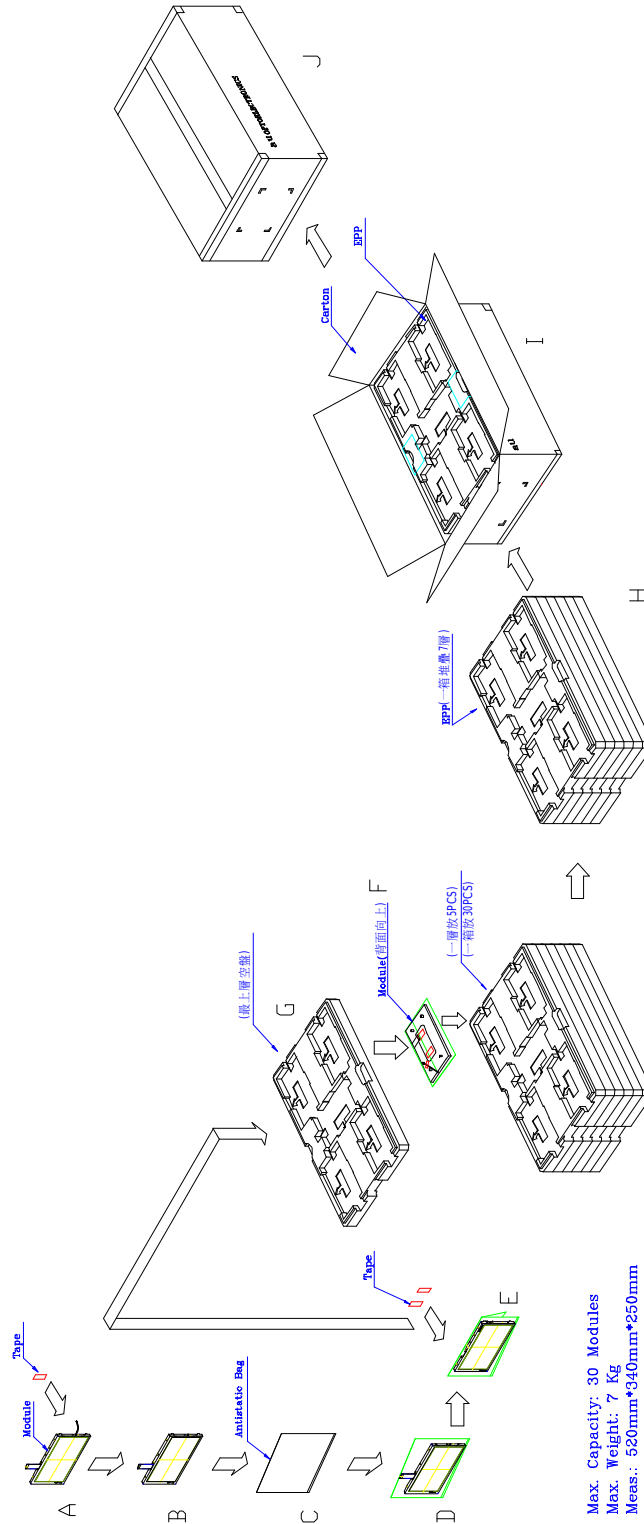 Tape
Module
A
B
Antistatic Bag
C
D
Tape
E
(最上層空盤)
G
Module(背面向上)
F
(一層放5PCS)
(一箱放30PCS)
EPP(一箱堆疊7層)
H
Carton
EPP
I
J
Max. Capacity: 30 Modules
Max. Weight: 7 Kg
Meas.: 520mm*340mm*250mm